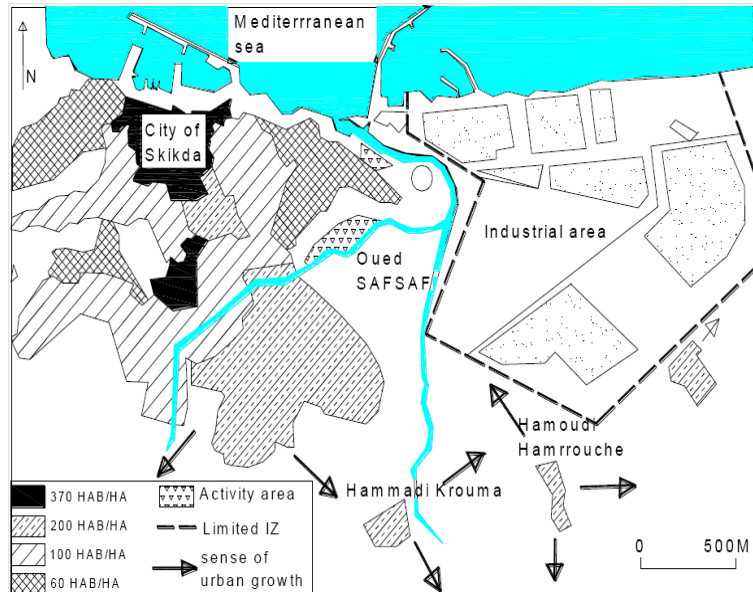 Mediterrranean
sea
N
City of
Skikda
Industrial area
Oued
SAFSAF
Hamoudi
Hamrrouche
Hammadi Krouma
370 HAB/HA
200 HAB/HA
100 HAB/HA
60 HAB/HA
Activity area
Limited IZ
sense of
urban growth
0 500M